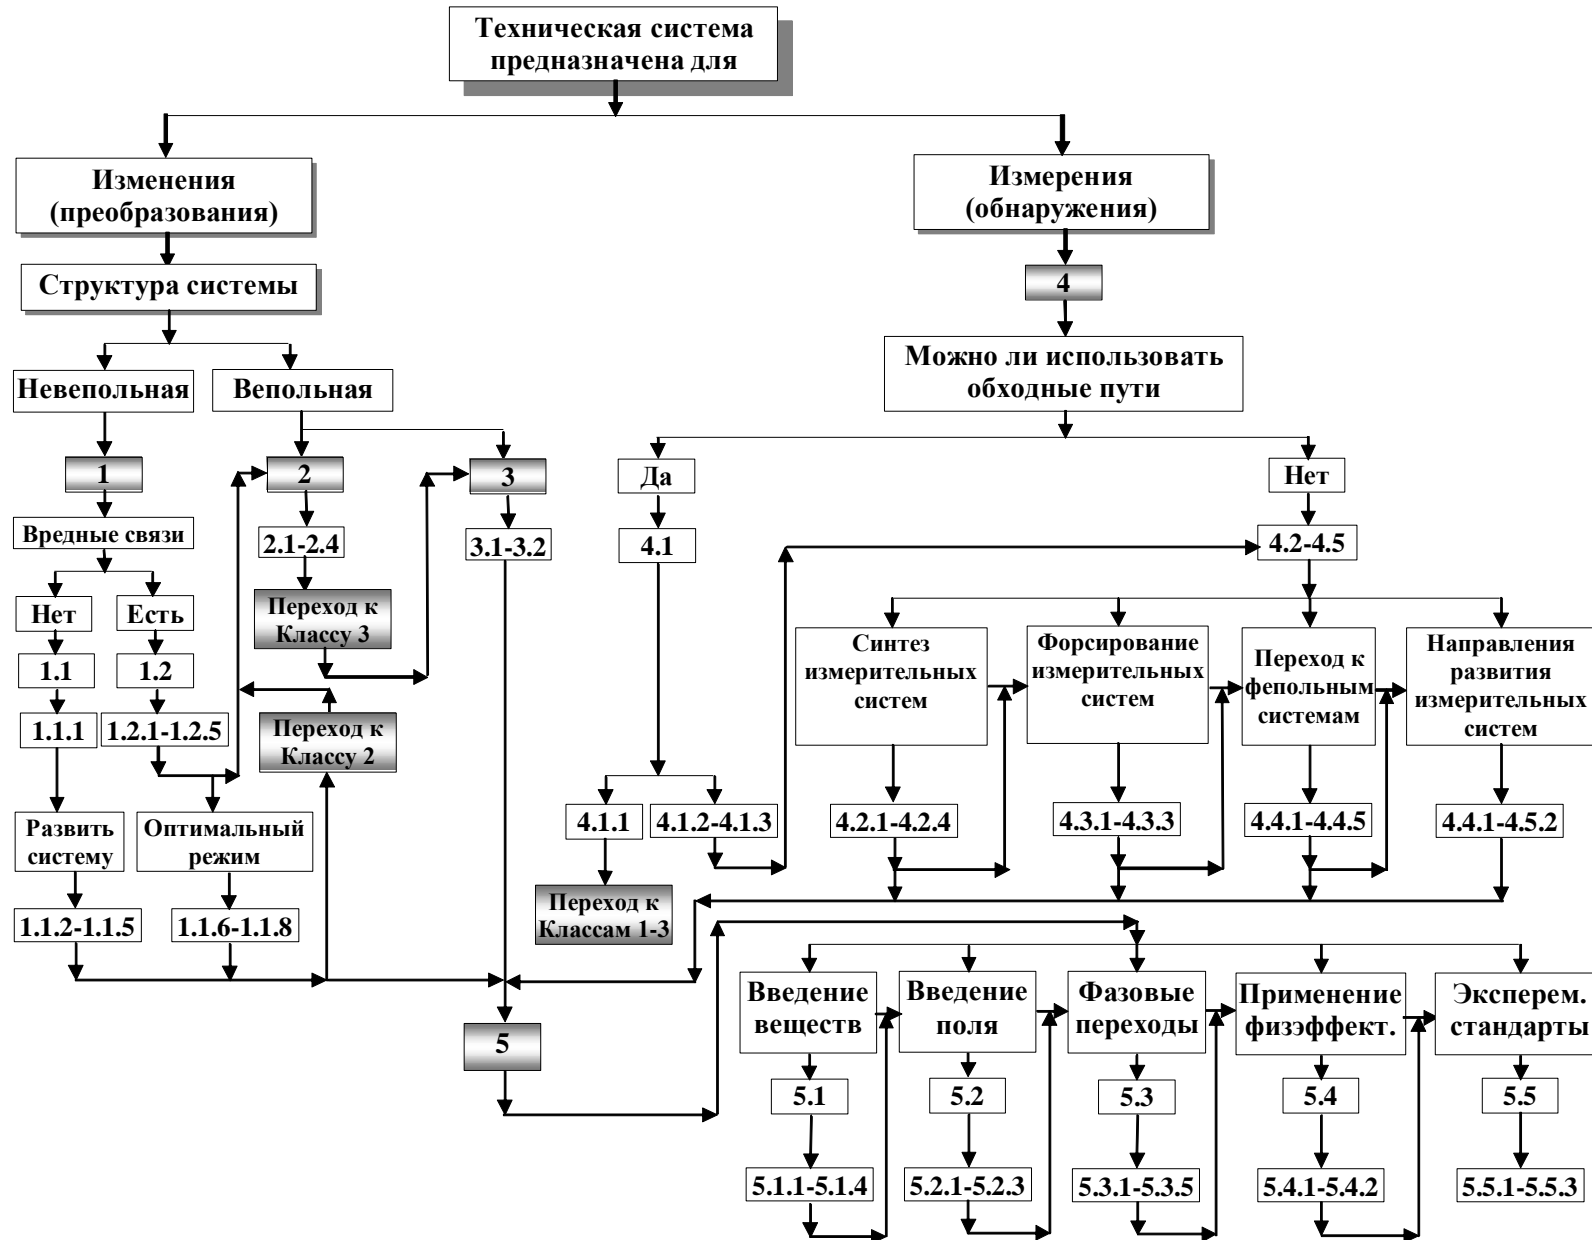 Техническая система
предназначена для
Изменения
(преобразования)
Измерения
(обнаружения)
Структура системы
4
Можно ли использовать
обходные пути
Невепольная
Вепольная
1
2
3
Да
Нет
Вредные связи
2.1-2.4
3.1-3.2
4.1
4.2-4.5
Нет
Есть
Переход к
Классу 3
1.1
1.2
Синтез
измерительных
систем
Форсирование
измерительных
систем
Переход к
фепольным
системам
Направления
развития
измерительных
систем
1.1.1
1.2.1-1.2.5
Переход к
Классу 2
Развить
систему
Оптимальный
режим
4.1.1
4.1.2-4.1.3
4.2.1-4.2.4
4.3.1-4.3.3
4.4.1-4.4.5
4.4.1-4.5.2
1.1.2-1.1.5
1.1.6-1.1.8
Переход к
Классам 1-3
Введение
веществ
Введение
поля
Фазовые
переходы
Применение
физэффект.
Эксперем.
стандарты
5
5.1
5.2
5.3
5.4
5.5
5.1.1-5.1.4
5.2.1-5.2.3
5.3.1-5.3.5
5.4.1-5.4.2
5.5.1-5.5.3